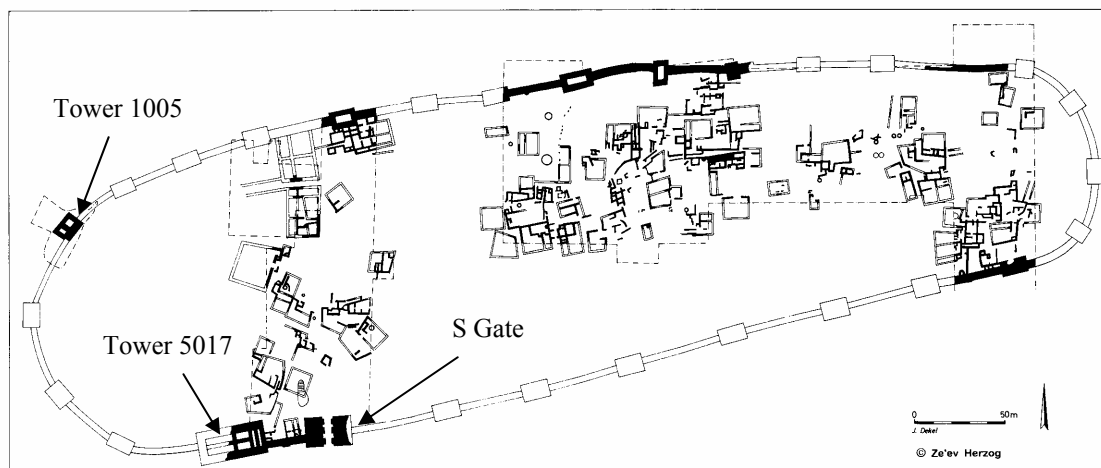 Tower 1005
Tower 5017
S Gate
0 50m
J. Dekel
© Ze'ev Herzog